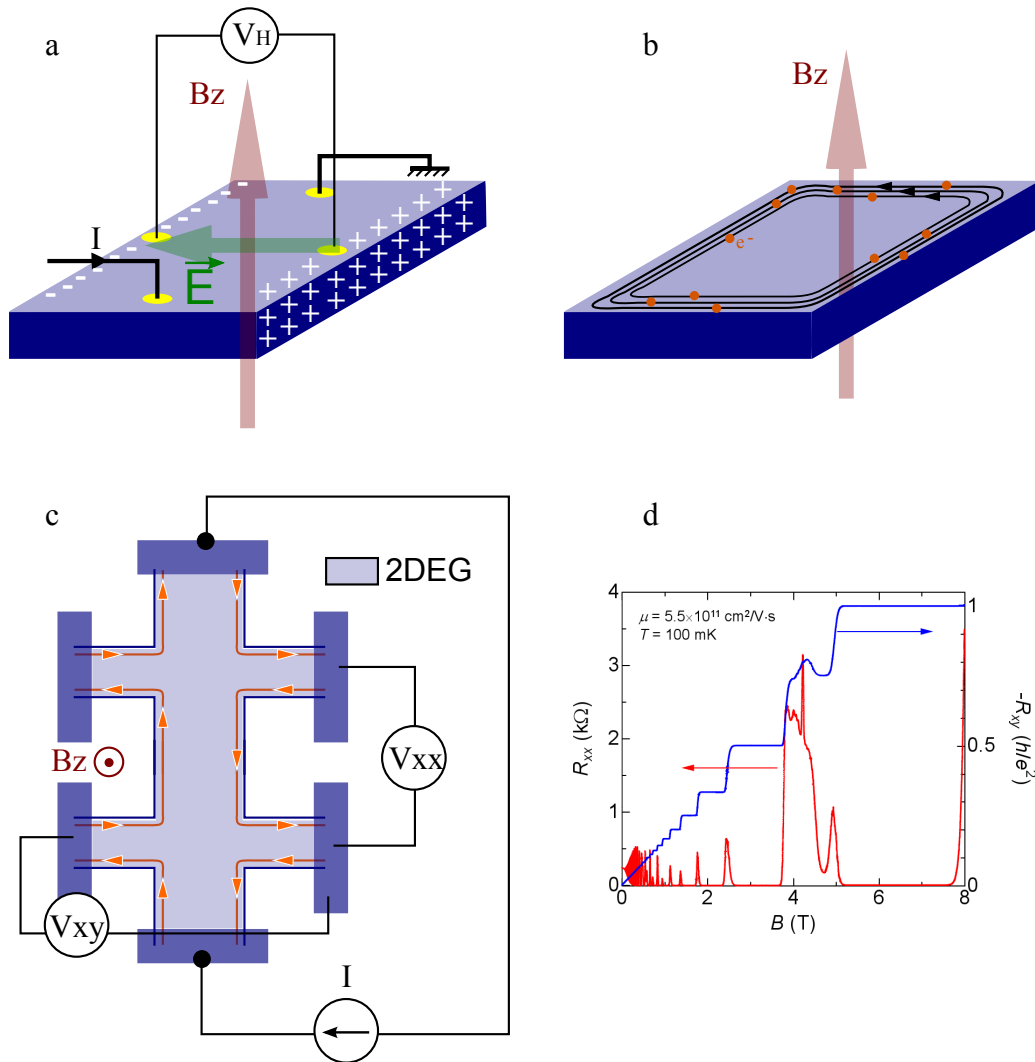 a
VH
Bz
I
E
b
Bz
e-
c
2DEG
Bz
Vxx
Vxy
I
d
μ = 5.5×10¹¹ cm²/V·s
T = 100 mK
Rxx (kΩ)
4
3
2
1
0
1
0.5
0
-Rxy (h/e²)
0 2 4 6 8
B (T)